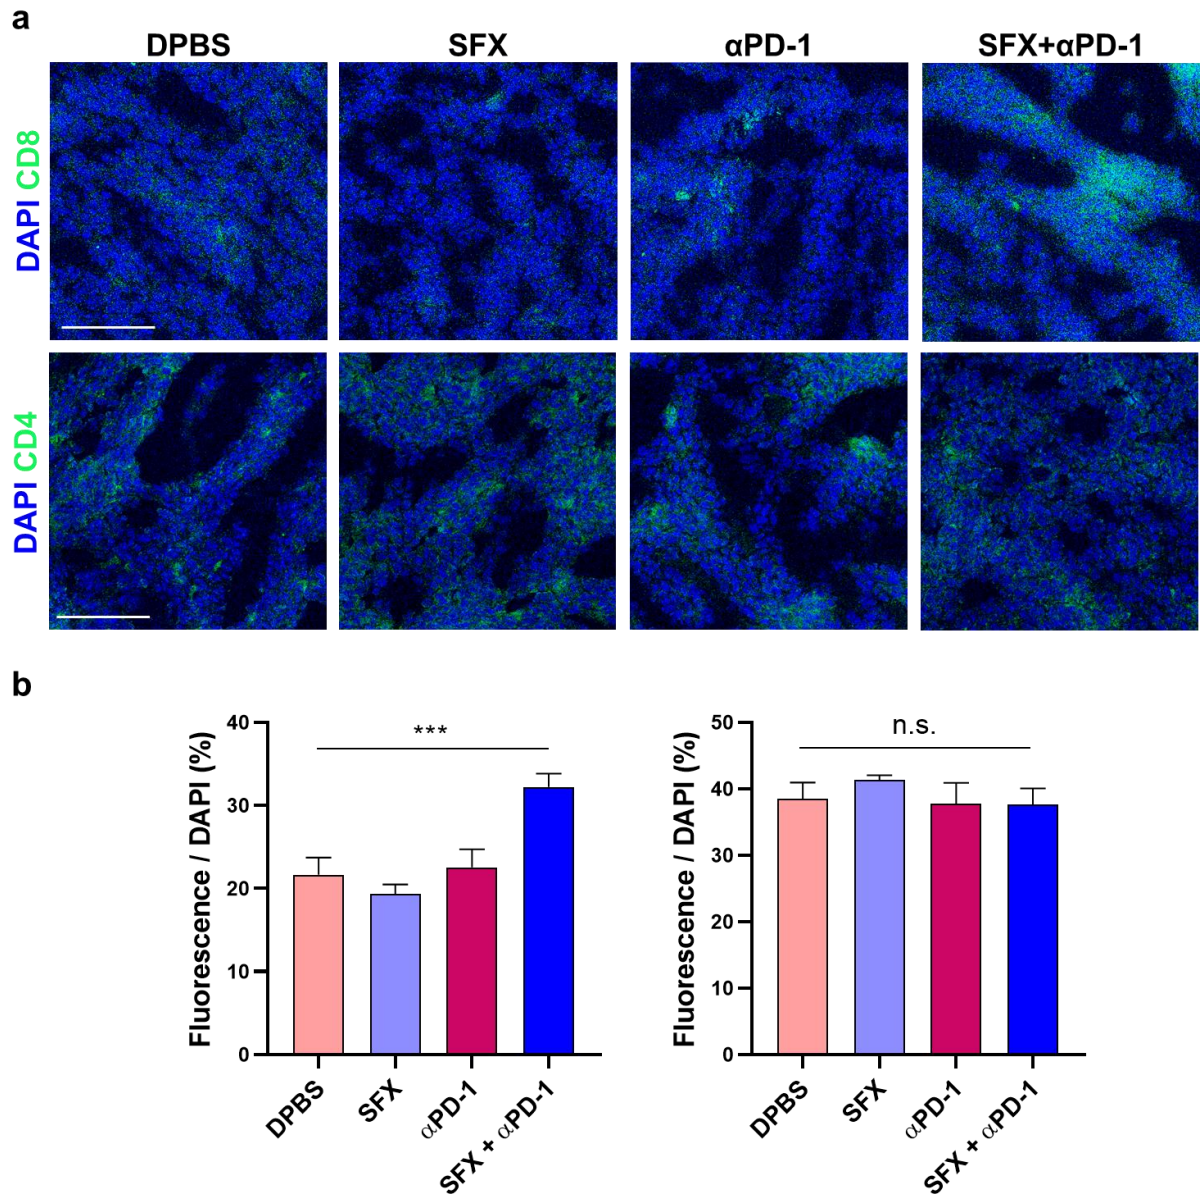 a
DPBS
SFX
αPD-1
SFX+αPD-1
DAPI CD8
DAPI CD4
b
Fluorescence / DAPI (%)
40
30
20
10
0
***
DPBS
SFX
αPD-1
SFX + αPD-1
Fluorescence / DAPI (%)
50
40
30
20
10
0
n.s.
DPBS
SFX
αPD-1
SFX + αPD-1